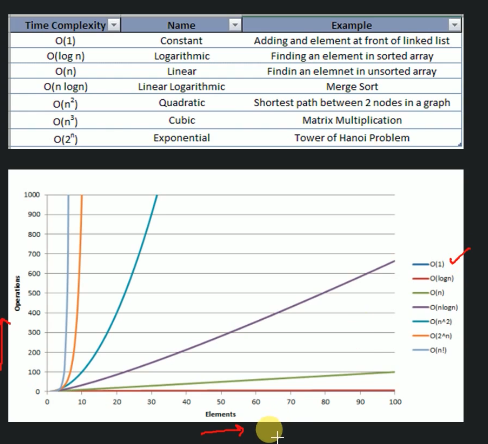 Time Complexity Name Example
O(1) Constant Adding and element at front of linked list
O(log n) Logarithmic Finding an element in sorted array
O(n) Linear Findin an elemnet in unsorted array
O(n logn) Linear Logarithmic Merge Sort
O(n²) Quadratic Shortest path between 2 nodes in a graph
O(n³) Cubic Matrix Multiplication
O(2ⁿ) Exponential Tower of Hanoi Problem
1000
900
800
700
600
500
400
300
200
100
0
Operations
0 10 20 30 40 50 60 70 80 90 100
Elements
O(1)
O(logn)
O(n)
O(nlogn)
O(n^2)
O(2^n)
O(n!)